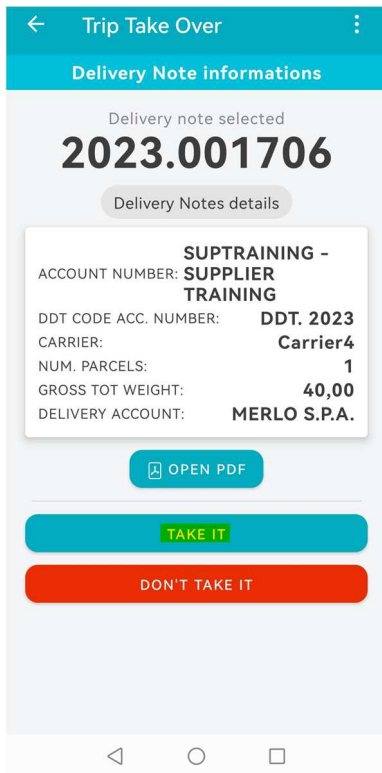 Trip Take Over
Delivery Note informations
Delivery note selected
2023.001706
Delivery Notes details
ACCOUNT NUMBER: SUPTRAINING - SUPPLIER TRAINING
DDT CODE ACC. NUMBER: DDT. 2023
CARRIER: Carrier4
NUM. PARCELS: 1
GROSS TOT WEIGHT: 40,00
DELIVERY ACCOUNT: MERLO S.P.A.
OPEN PDF
TAKE IT
DON'T TAKE IT